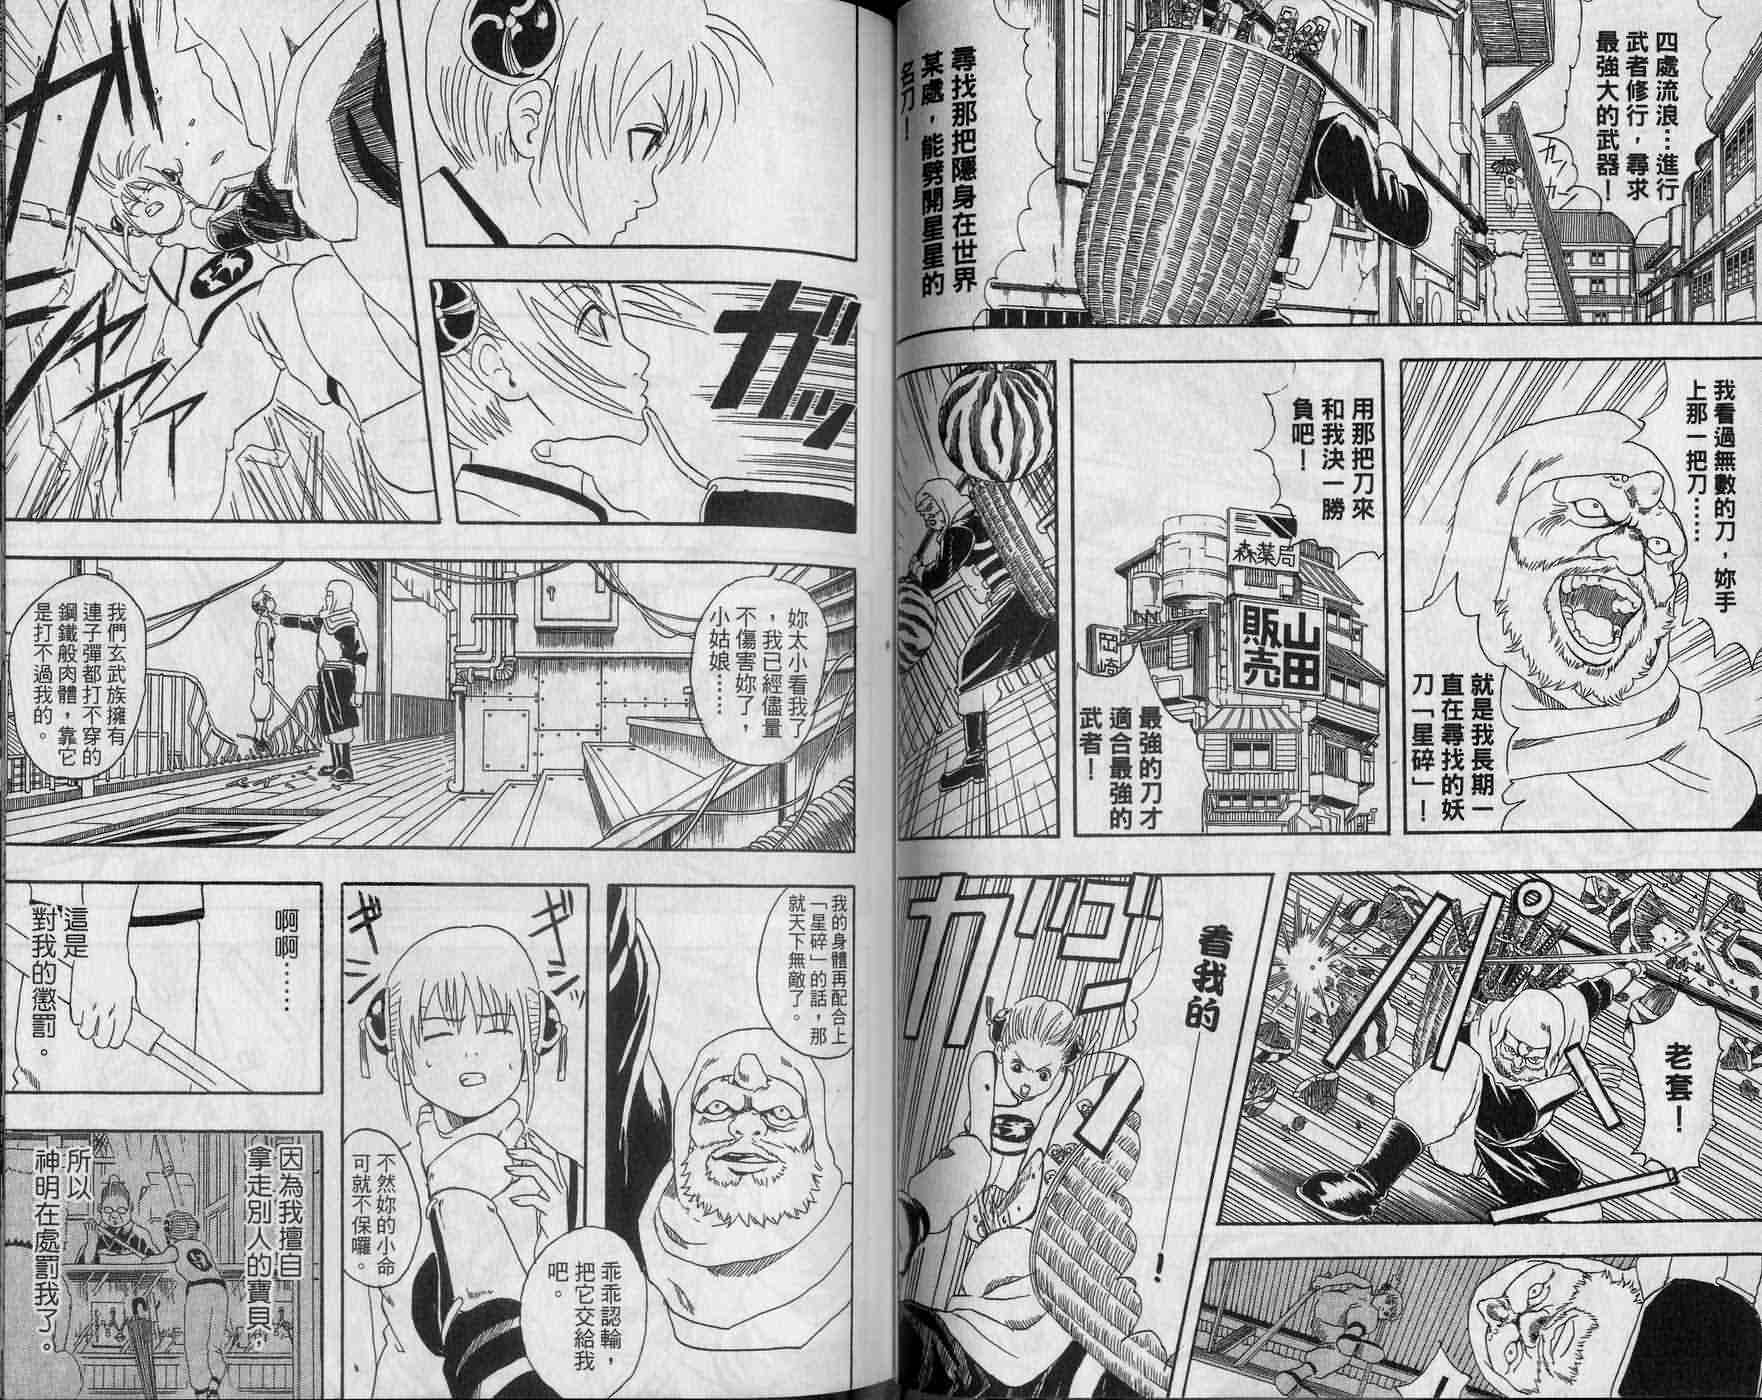 四處流浪…進行
武者修行，尋求
最強大的武器！
尋找那把隱身在世界
某處，能劈開星星的
名刀！
我看過無數的刀，妳手
上那一把刀……
就是我長期一
直在尋找的妖
刀「星碎」！
用那把刀來
和我決一勝
負吧！
森薬局
山田
販売
岡崎
最強的刀才
適合最強的
武者！
老套！
看我的
！
ガッ
妳太小看我了
，我已經儘量
不傷害妳了，
小姑娘……
我們玄武族擁有
連子彈都打不穿的
鋼鐵般肉體，靠它
是打不過我的。
我的身體再配合上
「星碎」的話，那
就天下無敵了。
乖乖認輸，
把它交給我
吧。
不然妳的小命
可就不保囉。
啊啊……
這是
對我的懲罰。
因為我擅自
拿走別人的寶貝，
所以
神明在處罰我了。